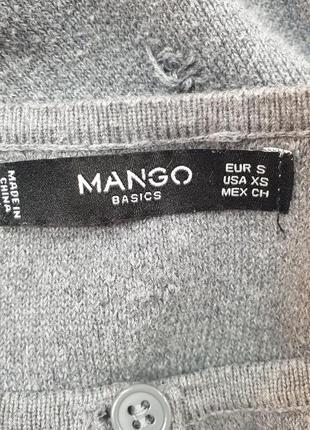 MADE IN
CHINA
MANGO
BASICS
EUR S
USA XS
MEX CH